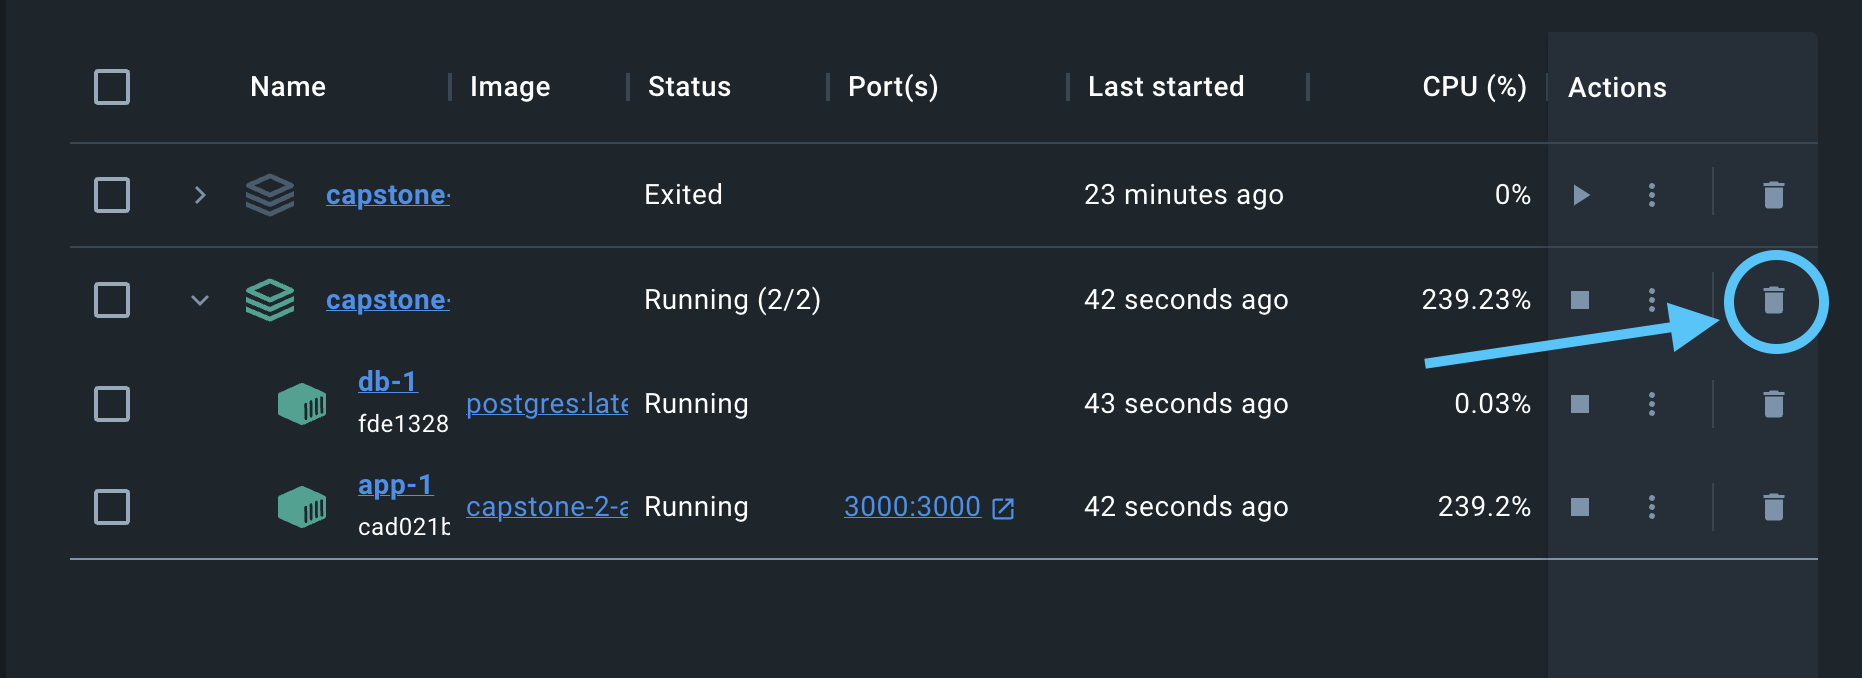 Name Image Status Port(s) Last started CPU (%) Actions
capstone- Exited 23 minutes ago 0%
capstone- Running (2/2) 42 seconds ago 239.23%
db-1
fde1328 postgres:late Running 43 seconds ago 0.03%
app-1
cad021b capstone-2-a Running 3000:3000 42 seconds ago 239.2%